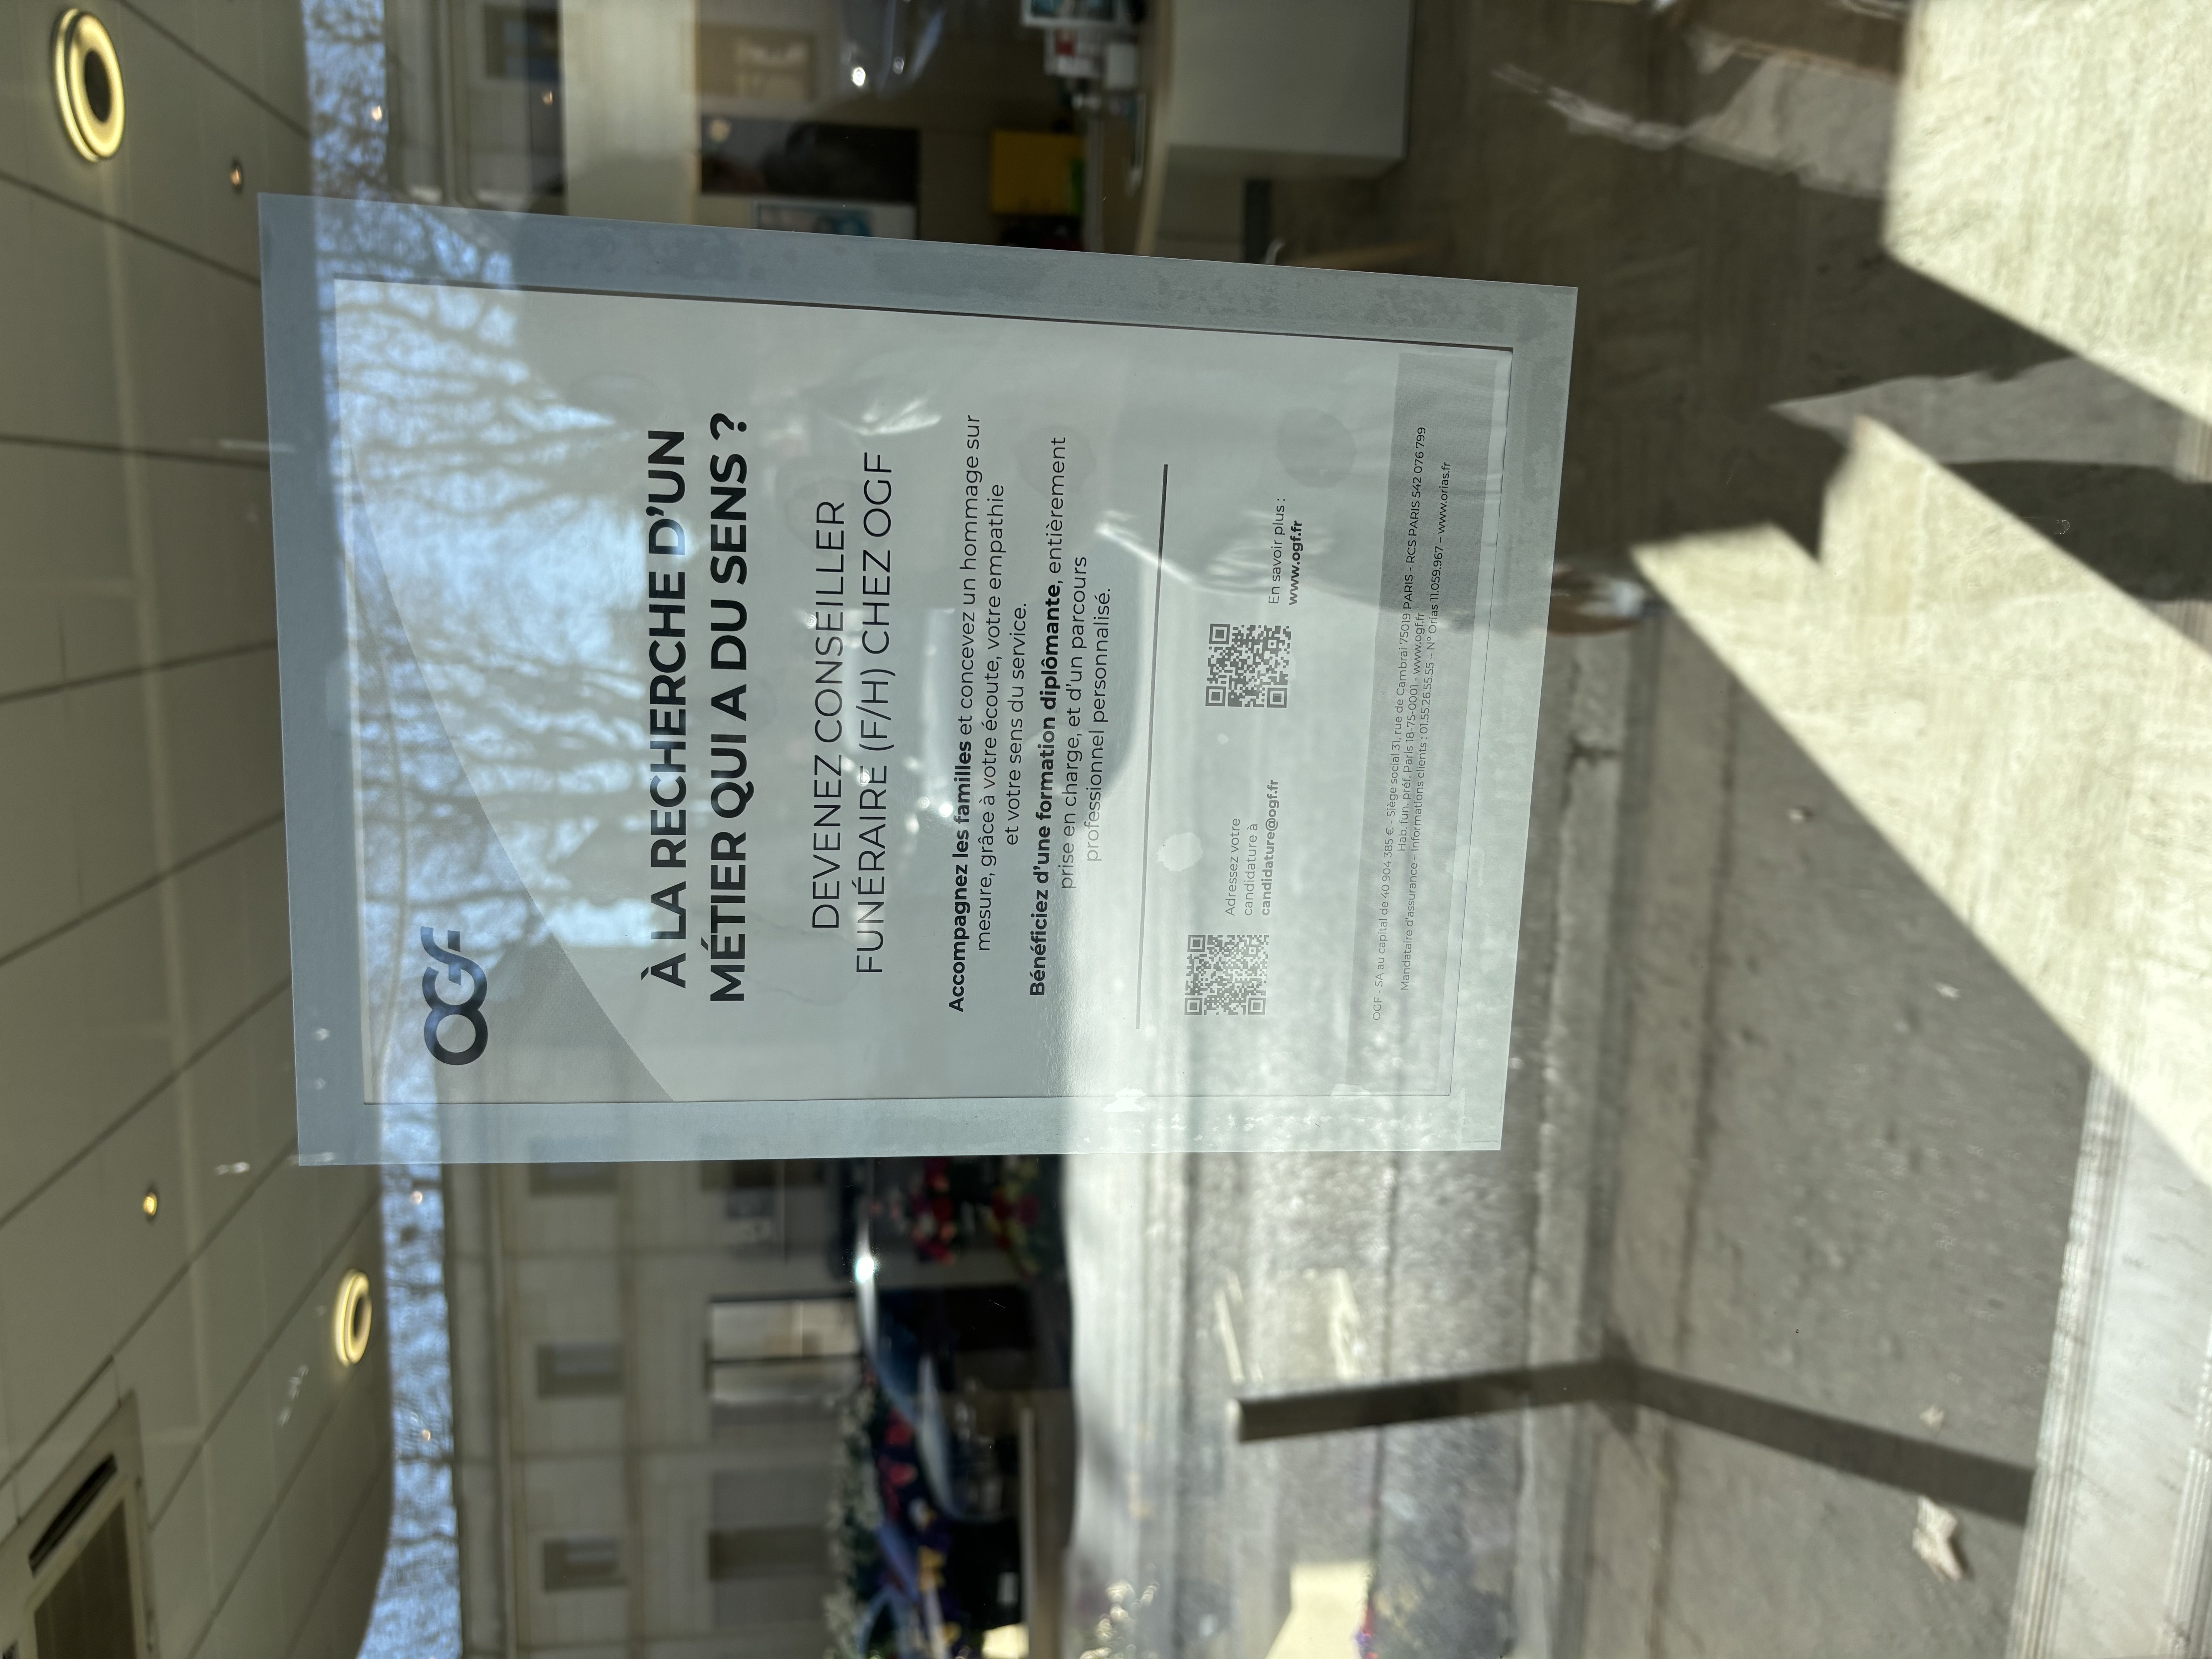 OGF
À LA RECHERCHE D'UN
MÉTIER QUI A DU SENS ?
DEVENEZ CONSEILLER
FUNÉRAIRE (F/H) CHEZ OGF
Accompagnez les familles et concevez un hommage sur
mesure, grâce à votre écoute, votre empathie
et votre sens du service.
Bénéficiez d'une formation diplômante, entièrement
prise en charge, et d'un parcours
professionnel personnalisé.
Adressez votre
candidature à
candidature@ogf.fr
En savoir plus :
www.ogf.fr
OGF - SA au capital de 40 904 385 € - Siège social 31, rue de Cambrai 75019 PARIS - RCS PARIS 542 076 799
Hab. fun. préf. Paris 18-75-0001 - www.ogf.fr
Mandataire d'assurance – Informations clients : 01.55.26.55.55 – N° Orias 11.059.967 – www.orias.fr